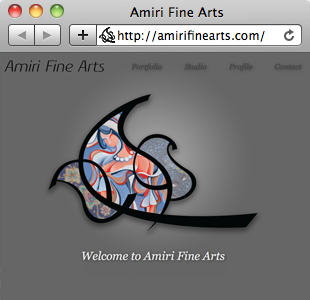 Amiri Fine Arts
http://amirifinearts.com/
Amiri Fine Arts Portfolio Studio Profile Contact
Welcome to Amiri Fine Arts